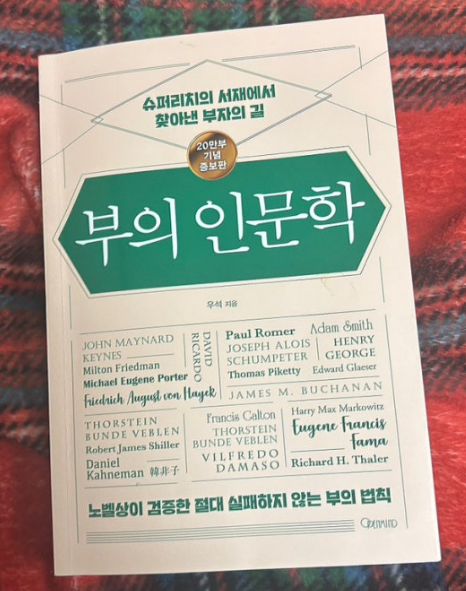 슈퍼리치의 서재에서
찾아낸 부자의 길
20만부
기념
증보판
부의 인문학
우석 지음
JOHN MAYNARD
KEYNES
Milton Friedman
Michael Eugene Porter
Friedrich August von Hayek
DAVID
RICARDO
Paul Romer
JOSEPH ALOIS
SCHUMPETER
Thomas Piketty
Adam Smith
HENRY
GEORGE
Edward Glaeser
JAMES M. BUCHANAN
THORSTEIN
BUNDE VEBLEN
Robert James Shiller
Daniel
Kahneman 韓非子
Francis Galton
THORSTEIN
BUNDE VEBLEN
VILFREDO
DAMASO
Harry Max Markowitz
Eugene Francis
Fama
Richard H. Thaler
노벨상이 검증한 절대 실패하지 않는 부의 법칙
OPENMIND